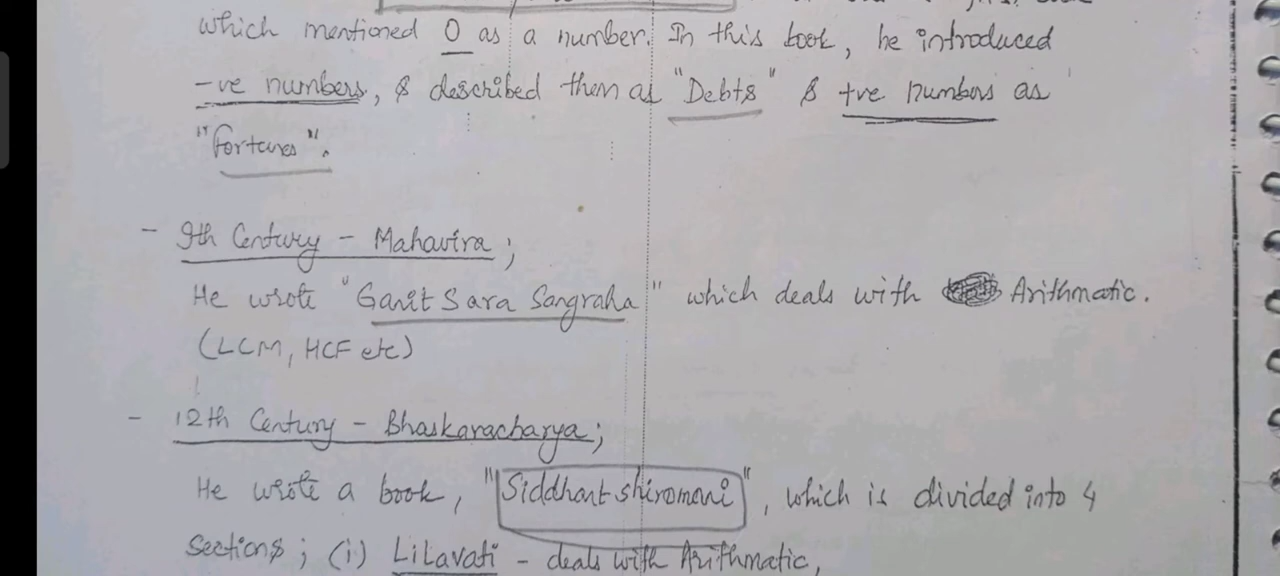 which mentioned 0 as a number. In this book, he introduced
-ve numbers, & described them as "Debts" & +ve numbers as
"fortunes".
- 9th Century - Mahavira;
He wrote "Ganit Sara Sangraha" which deals with Arithmatic.
(LCM, HCF etc)
- 12th Century - Bhaskaracharya;
He wrote a book, "Siddhant shiromani", which is divided into 4
sections; (i) LiLavati - deals with Arithmatic,